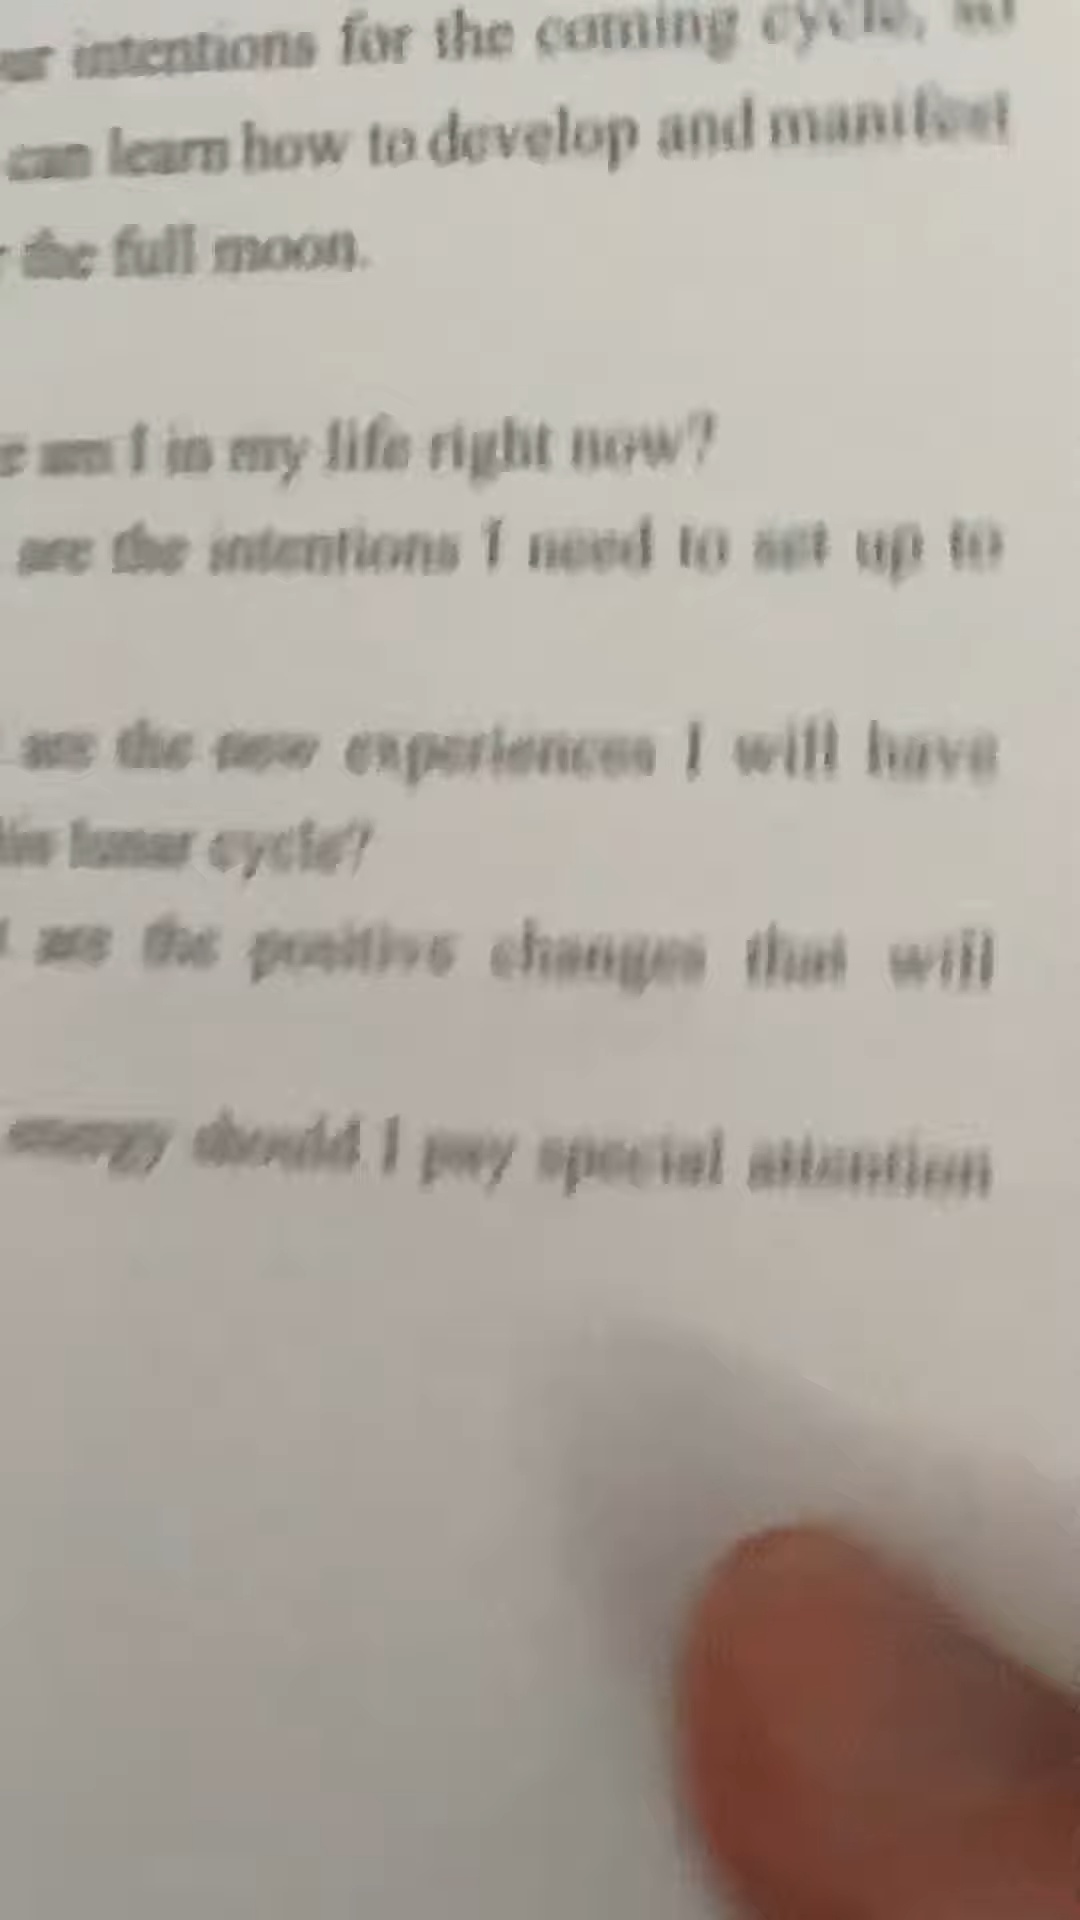 intentions for the coming cycle,
can learn how to develop and manifest
the full moon.
am I in my life right now?
are the intentions I need to set up to
are the new experiences I will have
lunar cycle?
are the positive changes that will
energy should I pay special attention